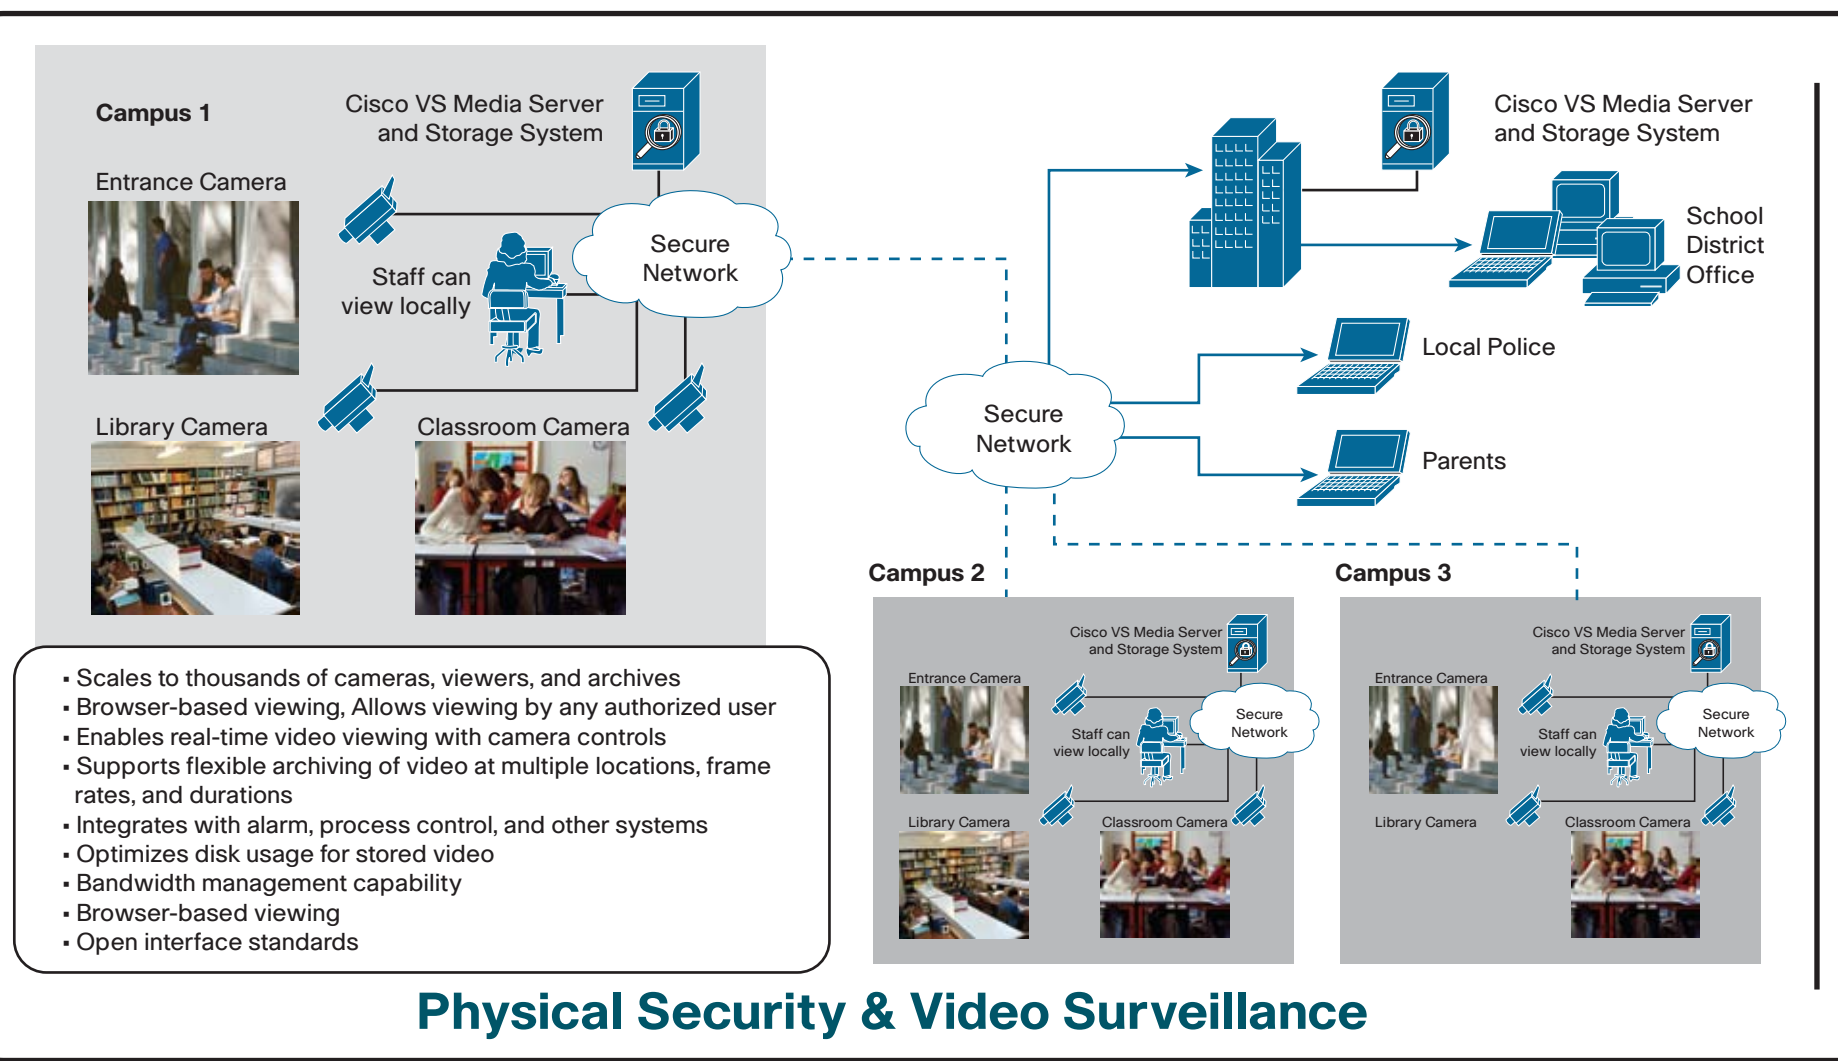 Campus 1
Cisco VS Media Server
and Storage System
Entrance Camera
Secure
Network
Staff can
view locally
Library Camera
Classroom Camera
Cisco VS Media Server
and Storage System
School
District
Office
Local Police
Secure
Network
Parents
Campus 2
Cisco VS Media Server
and Storage System
Entrance Camera
Secure
Network
Staff can
view locally
Library Camera
Classroom Camera
Campus 3
Cisco VS Media Server
and Storage System
Entrance Camera
Secure
Network
Staff can
view locally
Library Camera
Classroom Camera
▪ Scales to thousands of cameras, viewers, and archives
▪ Browser-based viewing, Allows viewing by any authorized user
▪ Enables real-time video viewing with camera controls
▪ Supports flexible archiving of video at multiple locations, frame
rates, and durations
▪ Integrates with alarm, process control, and other systems
▪ Optimizes disk usage for stored video
▪ Bandwidth management capability
▪ Browser-based viewing
▪ Open interface standards
Physical Security & Video Surveillance